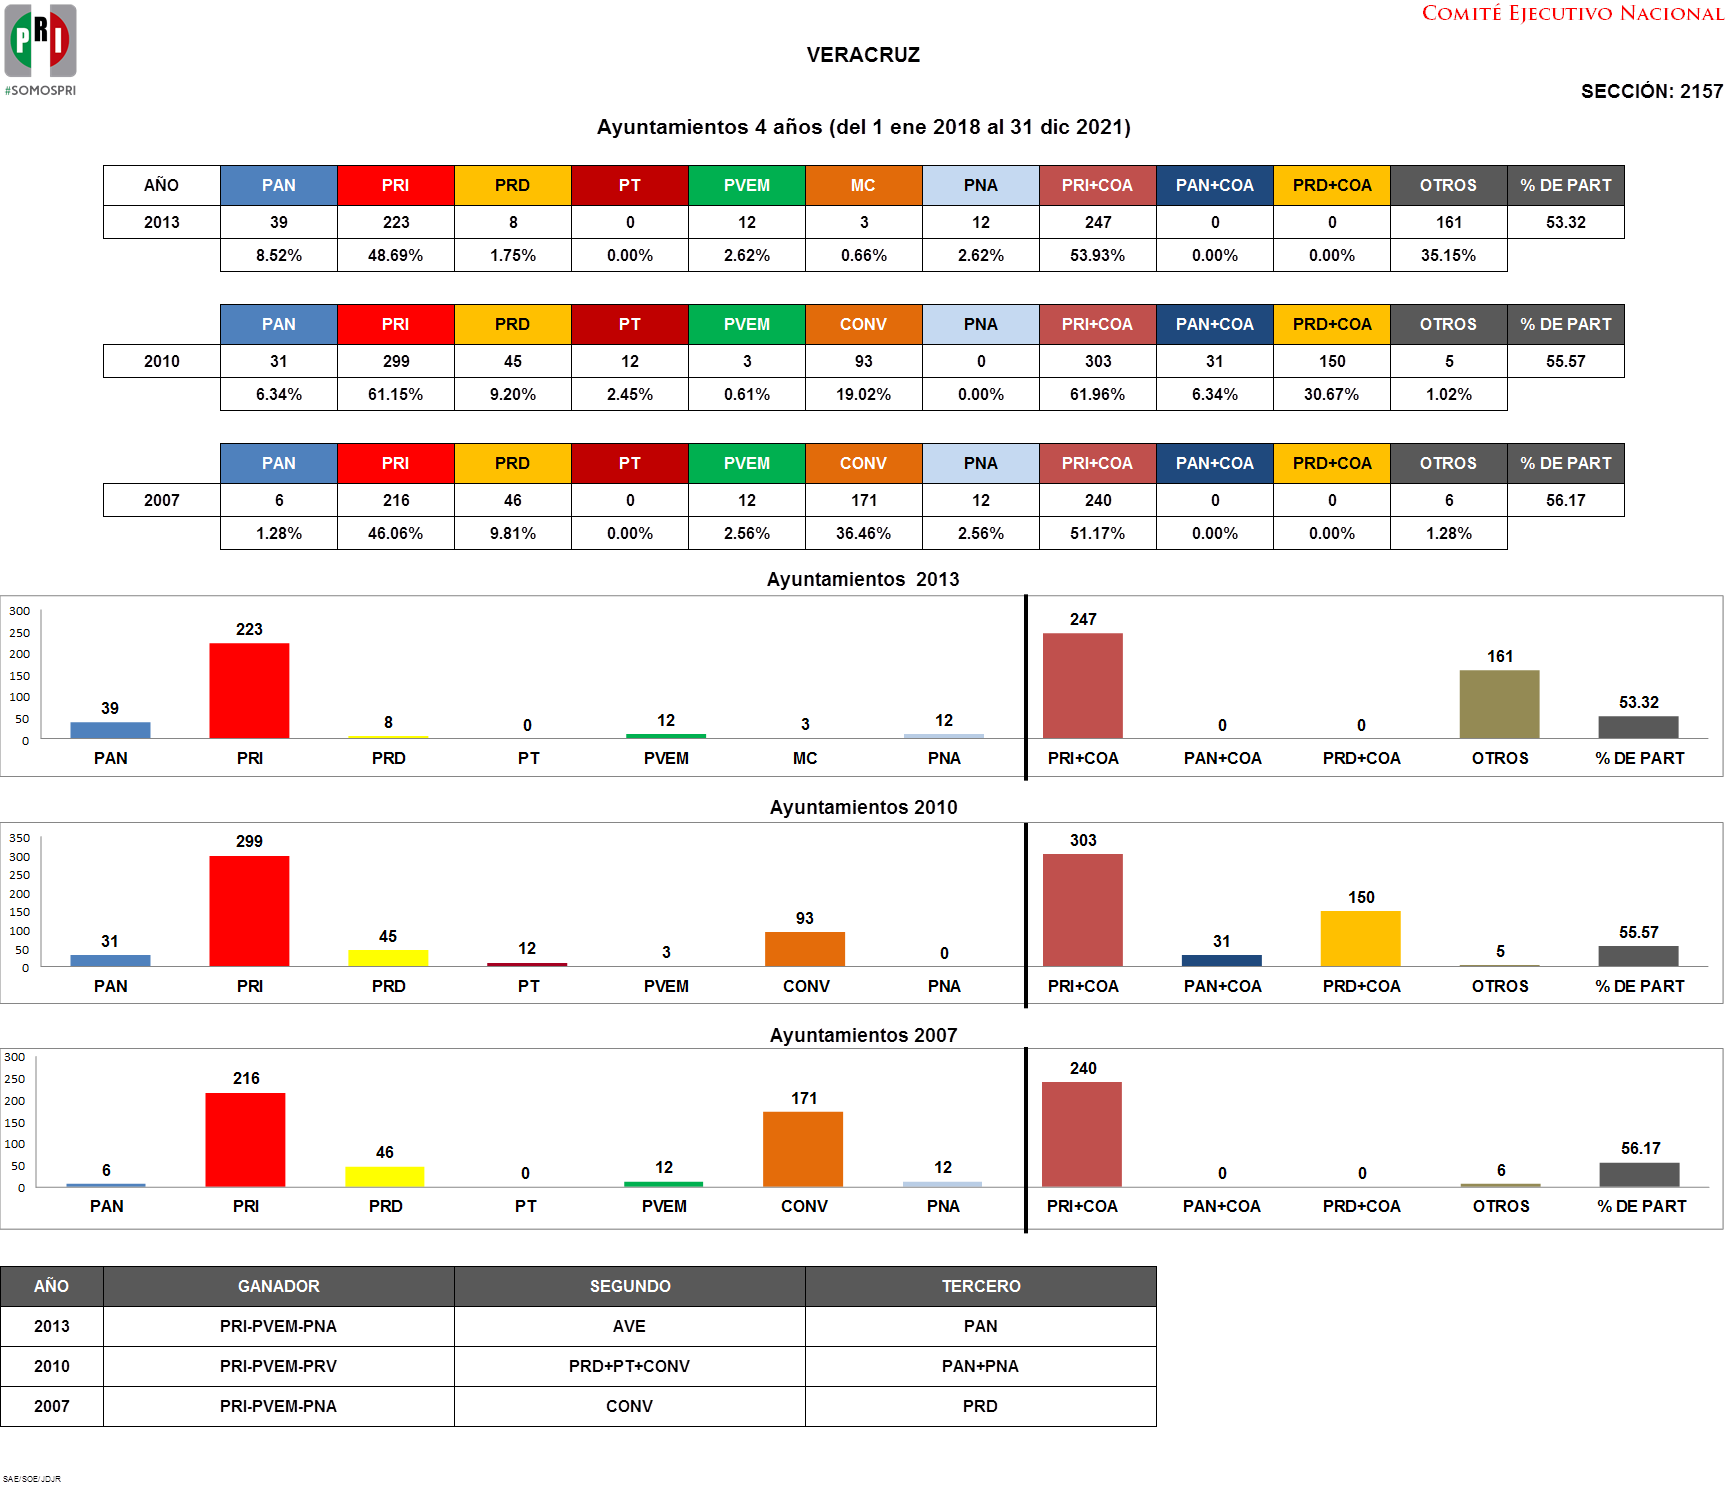 PRI
#SOMOSPRI
COMITÉ EJECUTIVO NACIONAL
VERACRUZ
SECCIÓN: 2157
Ayuntamientos 4 años (del 1 ene 2018 al 31 dic 2021)
AÑO PAN PRI PRD PT PVEM MC PNA PRI+COA PAN+COA PRD+COA OTROS % DE PART
2013 39 223 8 0 12 3 12 247 0 0 161 53.32
8.52% 48.69% 1.75% 0.00% 2.62% 0.66% 2.62% 53.93% 0.00% 0.00% 35.15%
PAN PRI PRD PT PVEM CONV PNA PRI+COA PAN+COA PRD+COA OTROS % DE PART
2010 31 299 45 12 3 93 0 303 31 150 5 55.57
6.34% 61.15% 9.20% 2.45% 0.61% 19.02% 0.00% 61.96% 6.34% 30.67% 1.02%
PAN PRI PRD PT PVEM CONV PNA PRI+COA PAN+COA PRD+COA OTROS % DE PART
2007 6 216 46 0 12 171 12 240 0 0 6 56.17
1.28% 46.06% 9.81% 0.00% 2.56% 36.46% 2.56% 51.17% 0.00% 0.00% 1.28%
Ayuntamientos 2013
300
250
200
150
100
50
0
39 223 8 0 12 3 12 247 0 0 161 53.32
PAN PRI PRD PT PVEM MC PNA PRI+COA PAN+COA PRD+COA OTROS % DE PART
Ayuntamientos 2010
350
300
250
200
150
100
50
0
31 299 45 12 3 93 0 303 31 150 5 55.57
PAN PRI PRD PT PVEM CONV PNA PRI+COA PAN+COA PRD+COA OTROS % DE PART
Ayuntamientos 2007
300
250
200
150
100
50
0
6 216 46 0 12 171 12 240 0 0 6 56.17
PAN PRI PRD PT PVEM CONV PNA PRI+COA PAN+COA PRD+COA OTROS % DE PART
AÑO GANADOR SEGUNDO TERCERO
2013 PRI-PVEM-PNA AVE PAN
2010 PRI-PVEM-PRV PRD+PT+CONV PAN+PNA
2007 PRI-PVEM-PNA CONV PRD
SAE/SOE/JDJR